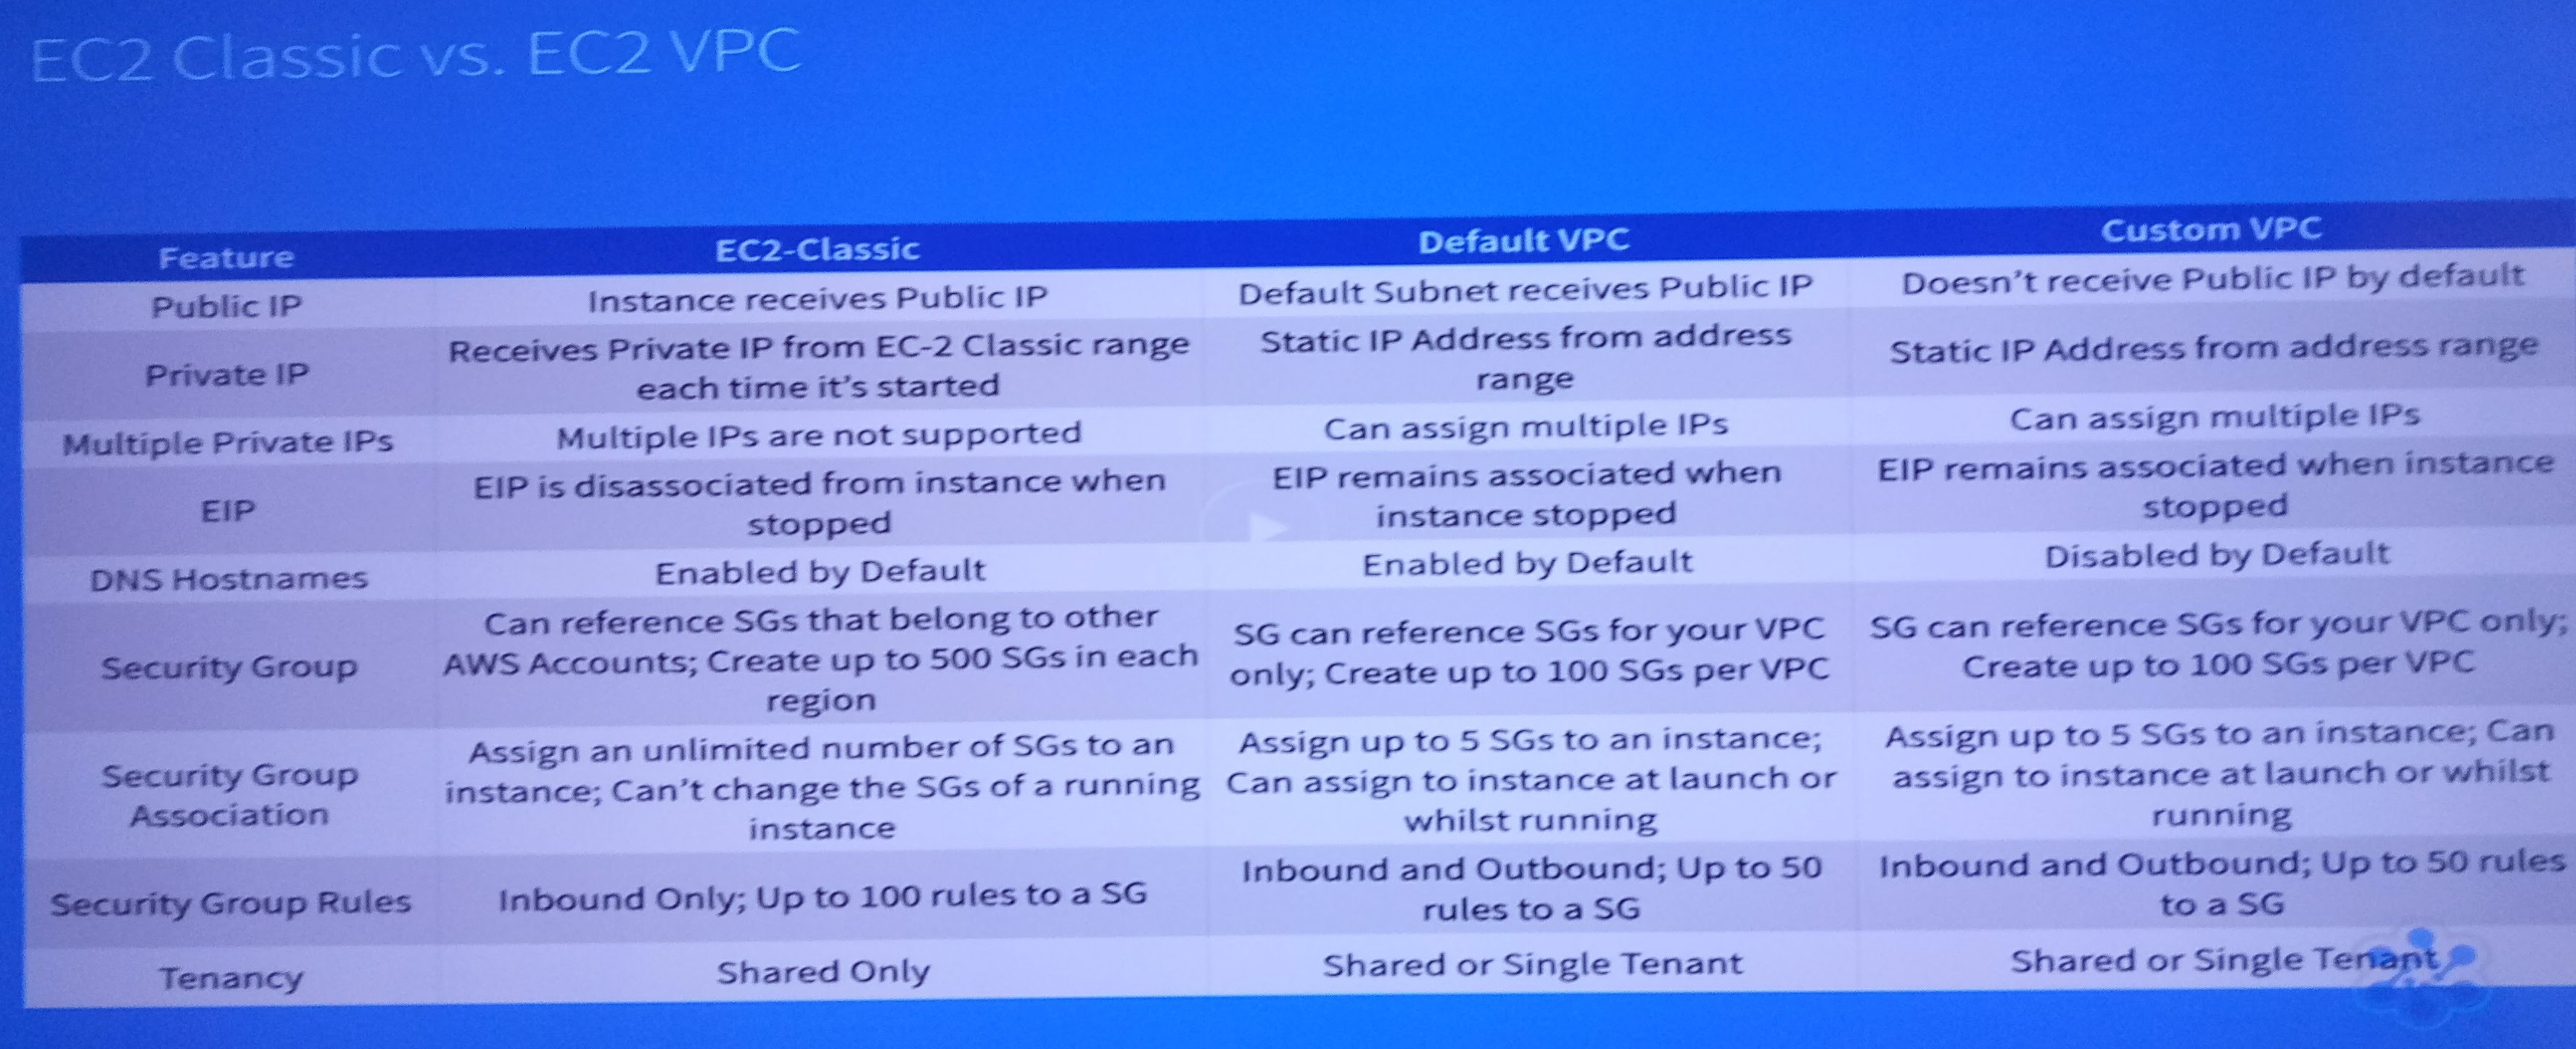 EC2 Classic vs. EC2 VPC
Feature
EC2-Classic
Default VPC
Custom VPC
Public IP
Instance receives Public IP
Default Subnet receives Public IP
Doesn't receive Public IP by default
Private IP
Receives Private IP from EC-2 Classic range
each time it's started
Static IP Address from address
range
Static IP Address from address range
Multiple Private IPs
Multiple IPs are not supported
Can assign multiple IPs
Can assign multiple IPs
EIP
EIP is disassociated from instance when
stopped
EIP remains associated when
instance stopped
EIP remains associated when instance
stopped
DNS Hostnames
Enabled by Default
Enabled by Default
Disabled by Default
Security Group
Can reference SGs that belong to other
AWS Accounts; Create up to 500 SGs in each
region
SG can reference SGs for your VPC
only; Create up to 100 SGs per VPC
SG can reference SGs for your VPC only;
Create up to 100 SGs per VPC
Security Group
Association
Assign an unlimited number of SGs to an
instance; Can't change the SGs of a running
instance
Assign up to 5 SGs to an instance;
Can assign to instance at launch or
whilst running
Assign up to 5 SGs to an instance; Can
assign to instance at launch or whilst
running
Security Group Rules
Inbound Only; Up to 100 rules to a SG
Inbound and Outbound; Up to 50
rules to a SG
Inbound and Outbound; Up to 50 rules
to a SG
Tenancy
Shared Only
Shared or Single Tenant
Shared or Single Tenant